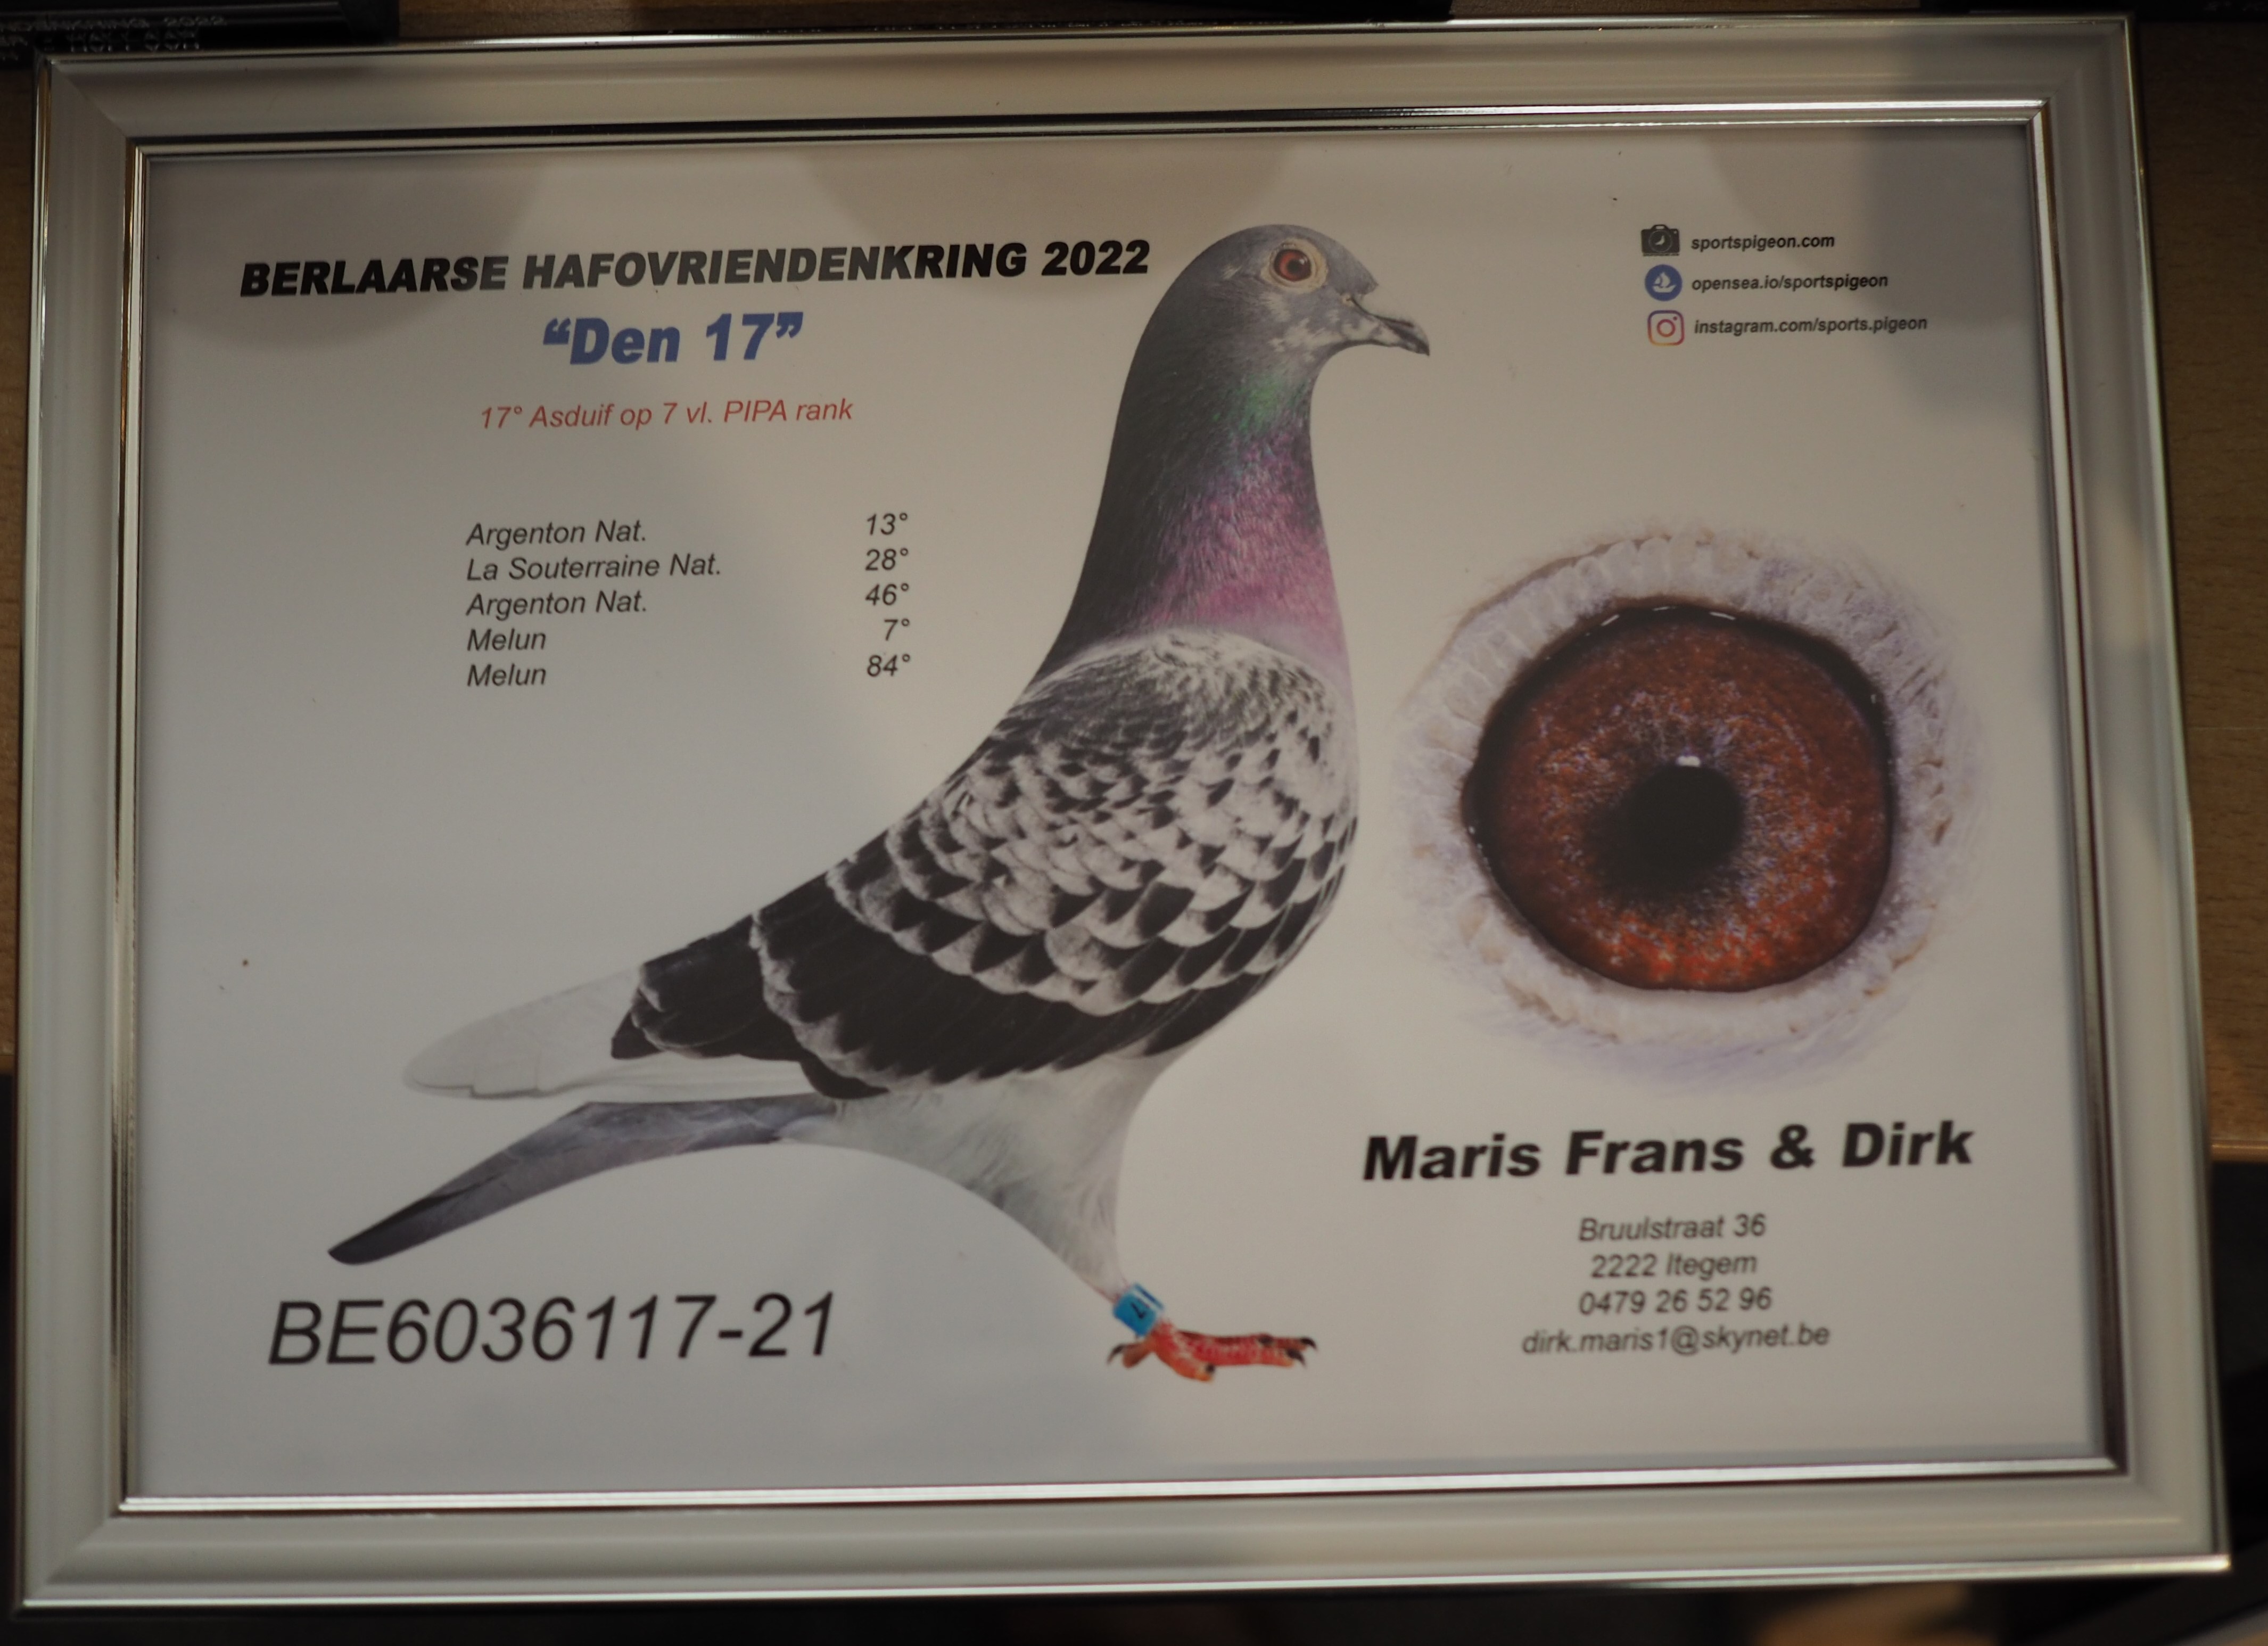 BERLAARSE HAFOVRIENDENKRING 2022
“Den 17”
17° Asduif op 7 vl. PIPA rank
Argenton Nat. 13°
La Souterraine Nat. 28°
Argenton Nat. 46°
Melun 7°
Melun 84°
sportspigeon.com
opensea.io/sportspigeon
instagram.com/sports.pigeon
Maris Frans & Dirk
Bruulstraat 36
2222 Itegem
0479 26 52 96
dirk.maris1@skynet.be
BE6036117-21